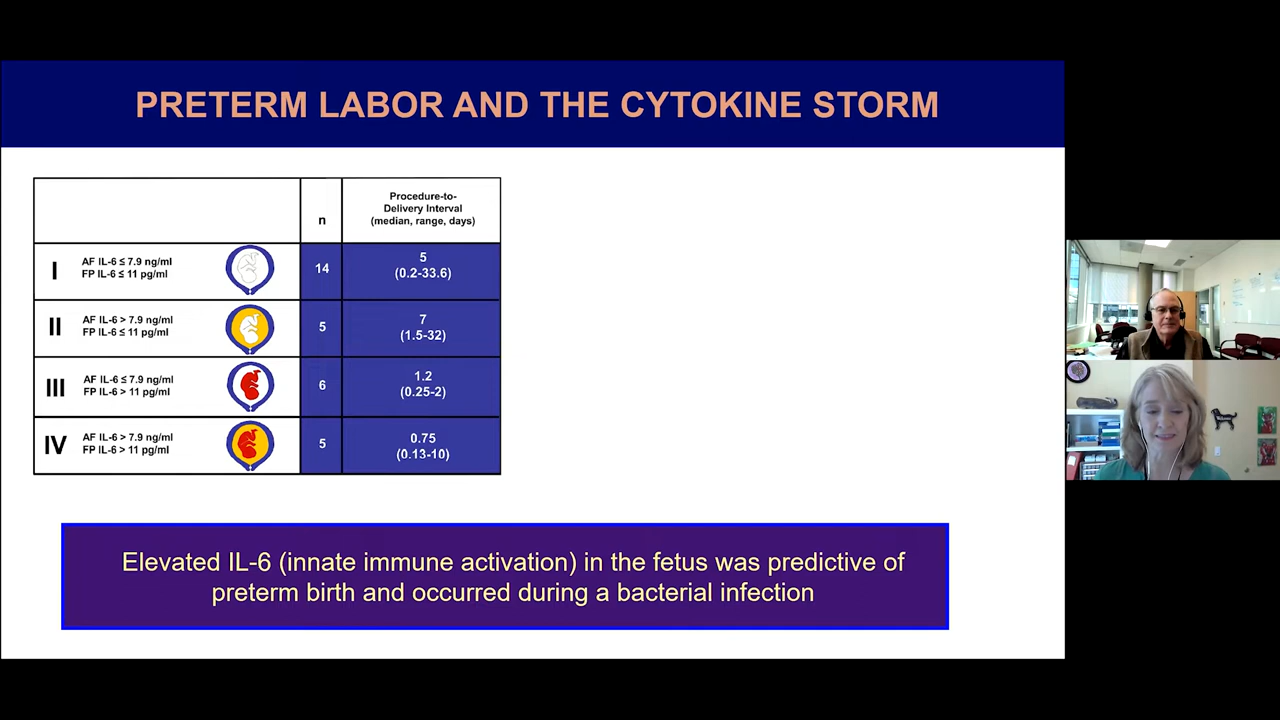 PRETERM LABOR AND THE CYTOKINE STORM
n
Procedure-to-
Delivery Interval
(median, range, days)
I
AF IL-6 ≤ 7.9 ng/ml
FP IL-6 ≤ 11 pg/ml
14
5
(0.2-33.6)
II
AF IL-6 > 7.9 ng/ml
FP IL-6 ≤ 11 pg/ml
5
7
(1.5-32)
III
AF IL-6 ≤ 7.9 ng/ml
FP IL-6 > 11 pg/ml
6
1.2
(0.25-2)
IV
AF IL-6 > 7.9 ng/ml
FP IL-6 > 11 pg/ml
5
0.75
(0.13-10)
Elevated IL-6 (innate immune activation) in the fetus was predictive of
preterm birth and occurred during a bacterial infection